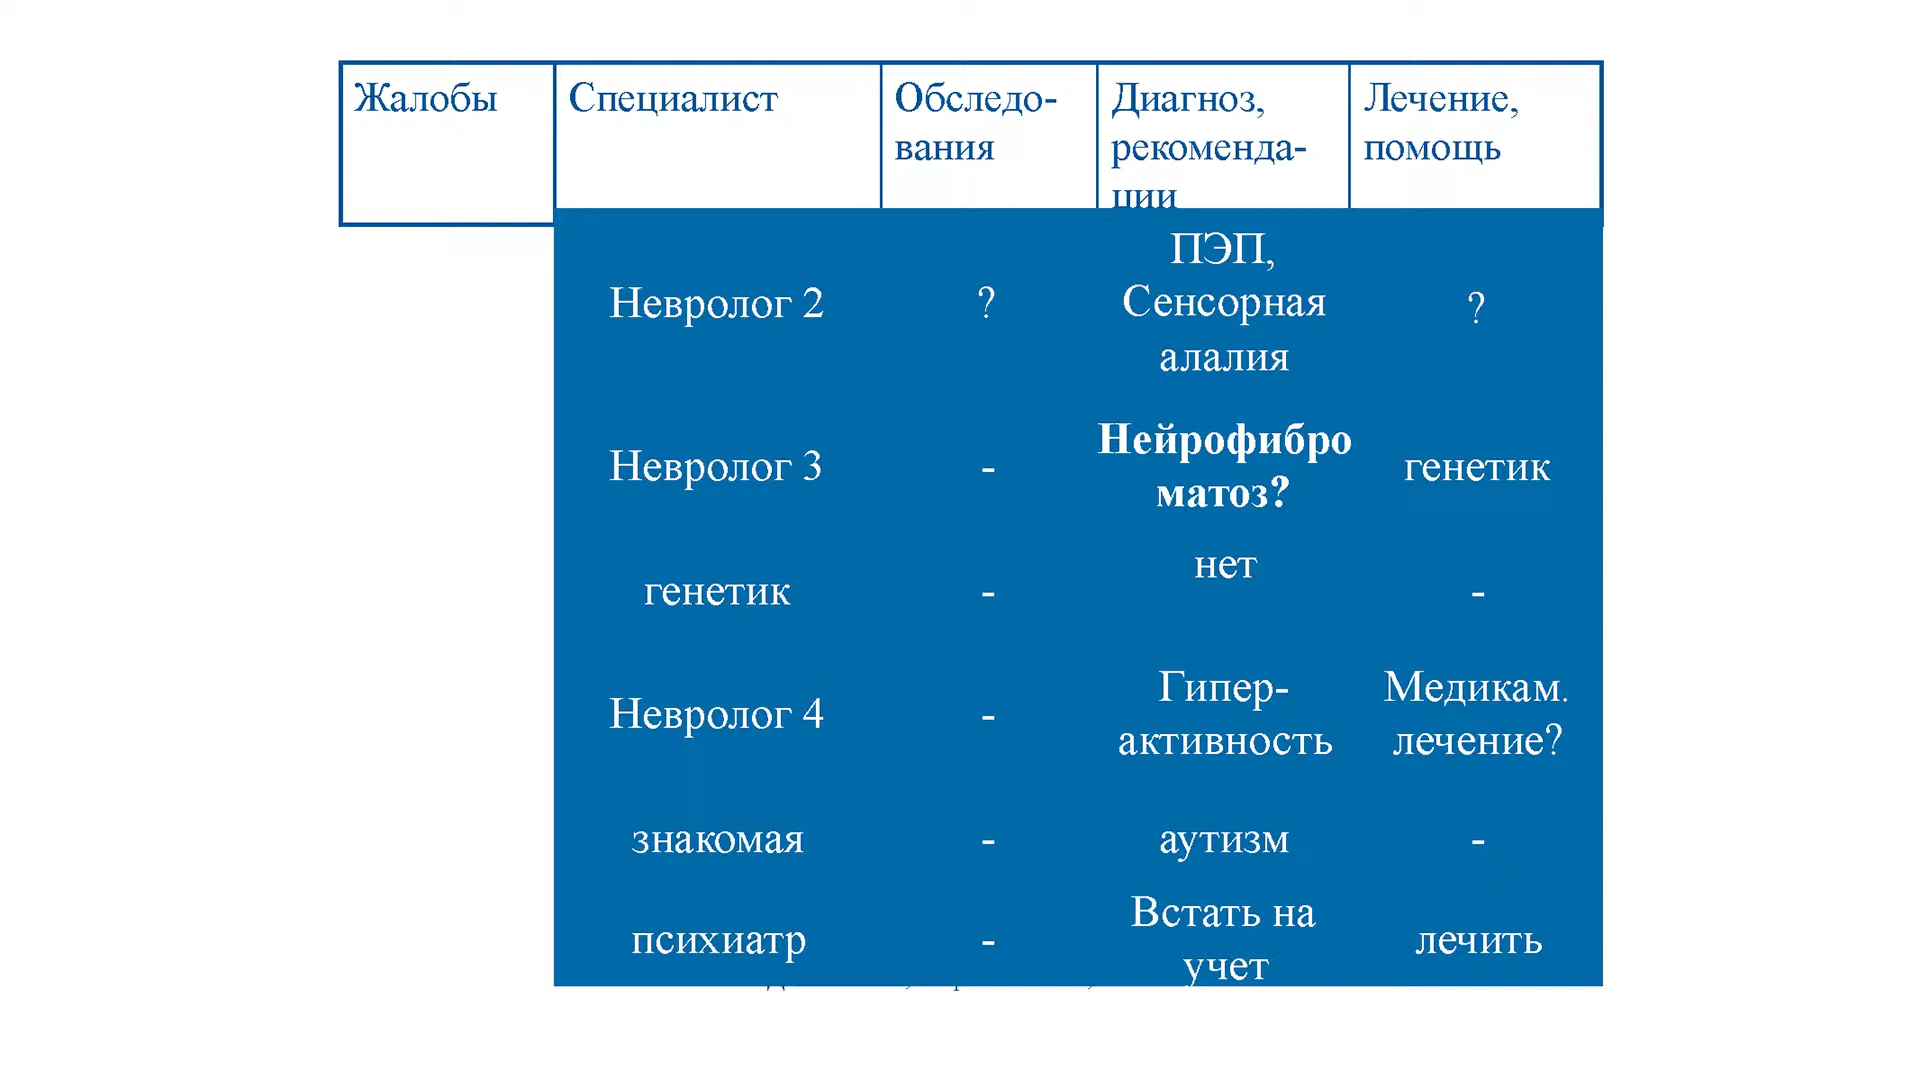 Жалобы
Специалист
Обследо-
вания
Диагноз,
рекоменда-
ции
Лечение,
помощь
Невролог 2
?
ПЭП,
Сенсорная
алалия
?
Невролог 3
-
Нейрофибро
матоз?
генетик
генетик
-
нет
-
Невролог 4
-
Гипер-
активность
Медикам.
лечение?
знакомая
-
аутизм
-
психиатр
-
Встать на
учет
лечить